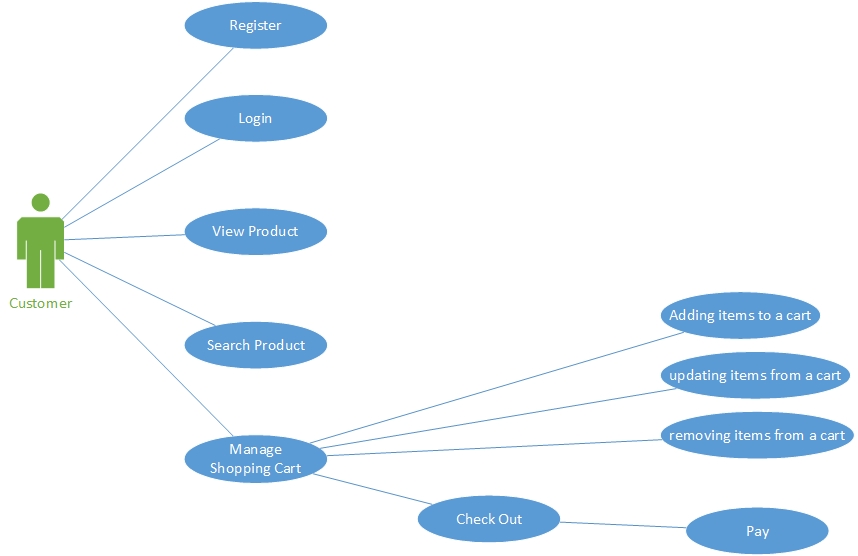 Register
Login
View Product
Customer
Search Product
Adding items to a cart
updating items from a cart
removing items from a cart
Manage
Shopping Cart
Check Out
Pay